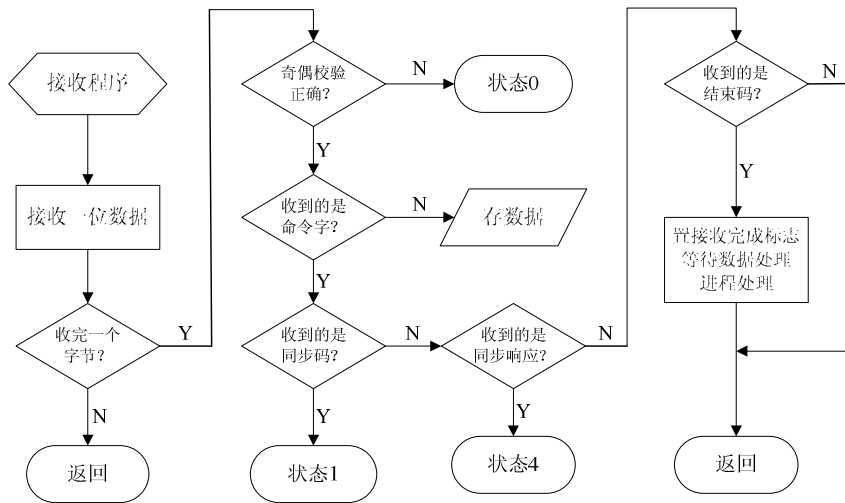 接收程序
接收一位数据
收完一个
字节?
Y
N
返回
奇偶校验
正确?
N
状态0
Y
收到的是
命令字?
N
存数据
Y
收到的是
同步码?
N
Y
状态1
收到的是
同步响应?
N
Y
状态4
收到的是
结束码?
N
Y
置接收完成标志
等待数据处理
进程处理
返回